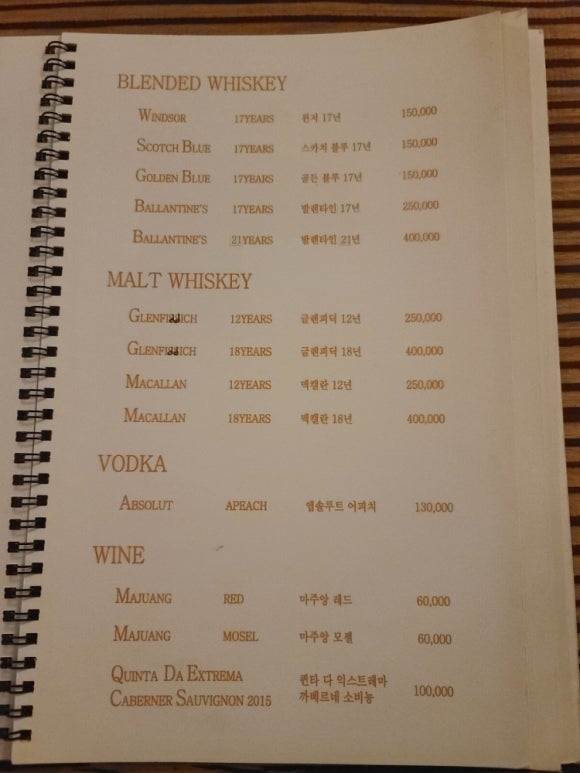 BLENDED WHISKEY
WINDSOR 17YEARS 윈저 17년 150,000
SCOTCH BLUE 17YEARS 스카치 블루 17년 150,000
GOLDEN BLUE 17YEARS 골든 블루 17년 150,000
BALLANTINE'S 17YEARS 발렌타인 17년 250,000
BALLANTINE'S 21YEARS 발렌타인 21년 400,000
MALT WHISKEY
12YEARS 글렌피딕 12년 250,000
18YEARS 글렌피딕 18년 400,000
MACALLAN 12YEARS 맥캘란 12년 250,000
MACALLAN 18YEARS 맥캘란 18년 400,000
VODKA
ABSOLUT APEACH 앱솔루트 어피치 130,000
WINE
MAJUANG RED 마주앙 레드 60,000
MAJUANG MOSEL 마주앙 모젤 60,000
QUINTA DA EXTREMA 퀸타 다 익스트레마
CABERNER SAUVIGNON 2015 까베르네 소비뇽 100,000